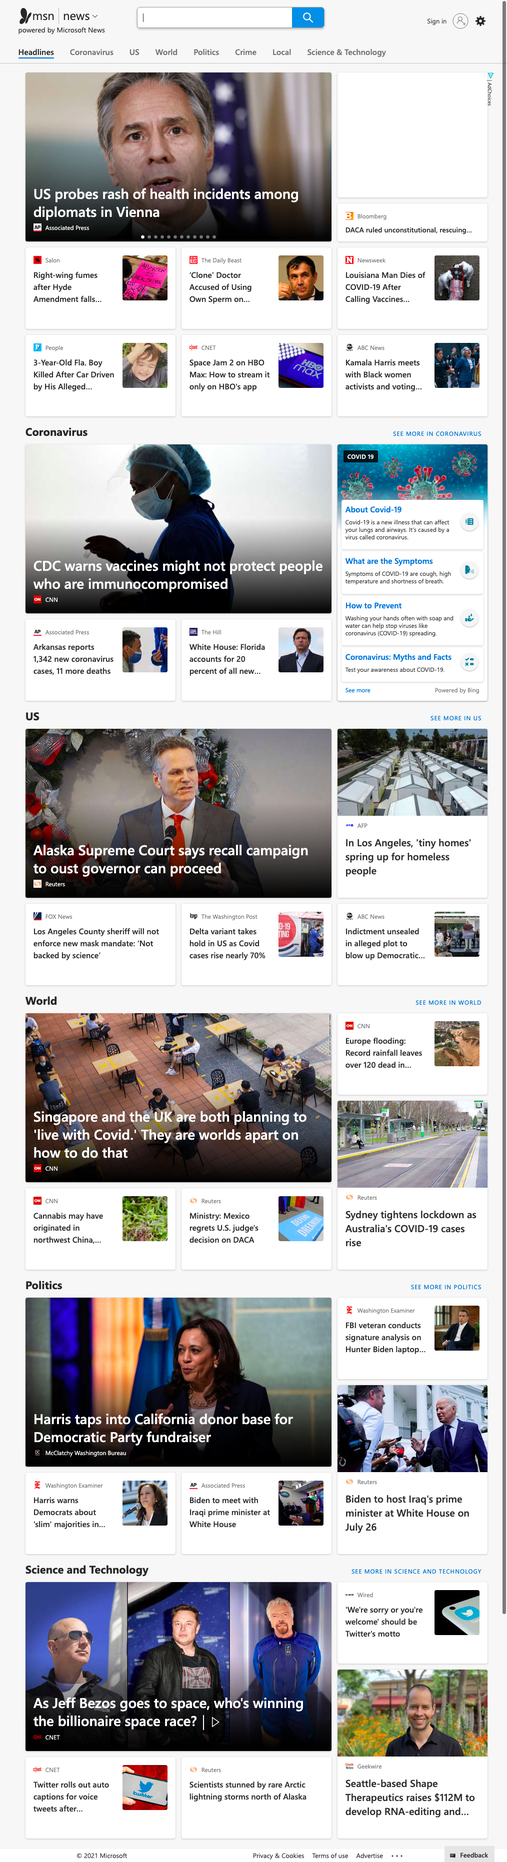 msn | news
powered by Microsoft News
Sign in
Headlines Coronavirus US World Politics Crime Local Science & Technology
US probes rash of health incidents among
diplomats in Vienna
Associated Press
AdChoices
Bloomberg
DACA ruled unconstitutional, rescuing...
Salon
Right-wing fumes
after Hyde
Amendment falls...
The Daily Beast
'Clone' Doctor
Accused of Using
Own Sperm on...
Newsweek
Louisiana Man Dies of
COVID-19 After
Calling Vaccines...
People
3-Year-Old Fla. Boy
Killed After Car Driven
by His Alleged...
CNET
Space Jam 2 on HBO
Max: How to stream it
only on HBO's app
HBO max
ABC News
Kamala Harris meets
with Black women
activists and voting...
Coronavirus
SEE MORE IN CORONAVIRUS
CDC warns vaccines might not protect people
who are immunocompromised
CNN
COVID 19
About Covid-19
Covid-19 is a new illness that can affect
your lungs and airways. It's caused by a
virus called coronavirus.
What are the Symptoms
Symptoms of COVID-19 are cough, high
temperature and shortness of breath.
How to Prevent
Washing your hands often with soap and
water can help stop viruses like
coronavirus (COVID-19) spreading.
Coronavirus: Myths and Facts
Test your awareness about COVID-19.
See more
Powered by Bing
Associated Press
Arkansas reports
1,342 new coronavirus
cases, 11 more deaths
The Hill
White House: Florida
accounts for 20
percent of all new...
US
SEE MORE IN US
Alaska Supreme Court says recall campaign
to oust governor can proceed
Reuters
AFP
In Los Angeles, 'tiny homes'
spring up for homeless
people
FOX News
Los Angeles County sheriff will not
enforce new mask mandate: 'Not
backed by science'
The Washington Post
Delta variant takes
hold in US as Covid
cases rise nearly 70%
ABC News
Indictment unsealed
in alleged plot to
blow up Democratic...
World
SEE MORE IN WORLD
Singapore and the UK are both planning to
'live with Covid.' They are worlds apart on
how to do that
CNN
CNN
Europe flooding:
Record rainfall leaves
over 120 dead in...
Reuters
Sydney tightens lockdown as
Australia's COVID-19 cases
rise
CNN
Cannabis may have
originated in
northwest China,...
Reuters
Ministry: Mexico
regrets U.S. judge's
decision on DACA
Politics
SEE MORE IN POLITICS
Harris taps into California donor base for
Democratic Party fundraiser
McClatchy Washington Bureau
Washington Examiner
FBI veteran conducts
signature analysis on
Hunter Biden laptop...
Reuters
Biden to host Iraq's prime
minister at White House on
July 26
Washington Examiner
Harris warns
Democrats about
'slim' majorities in...
Associated Press
Biden to meet with
Iraqi prime minister at
White House
Science and Technology
SEE MORE IN SCIENCE AND TECHNOLOGY
As Jeff Bezos goes to space, who's winning
the billionaire space race?
CNET
Wired
'We're sorry or you're
welcome' should be
Twitter's motto
Geekwire
Seattle-based Shape
Therapeutics raises $112M to
develop RNA-editing and...
CNET
Twitter rolls out auto
captions for voice
tweets after...
twitter
Reuters
Scientists stunned by rare Arctic
lightning storms north of Alaska
© 2021 Microsoft
Privacy & Cookies Terms of use Advertise ...
Feedback